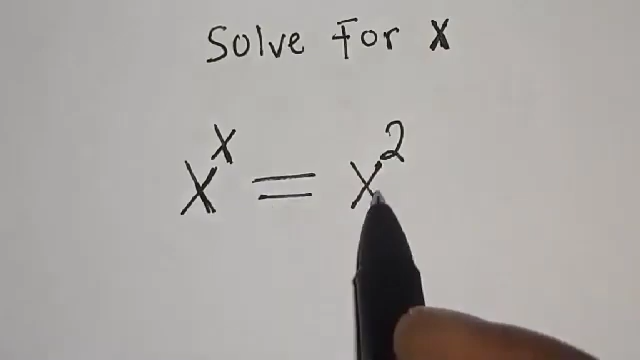 Solve For X
X^X = X^2